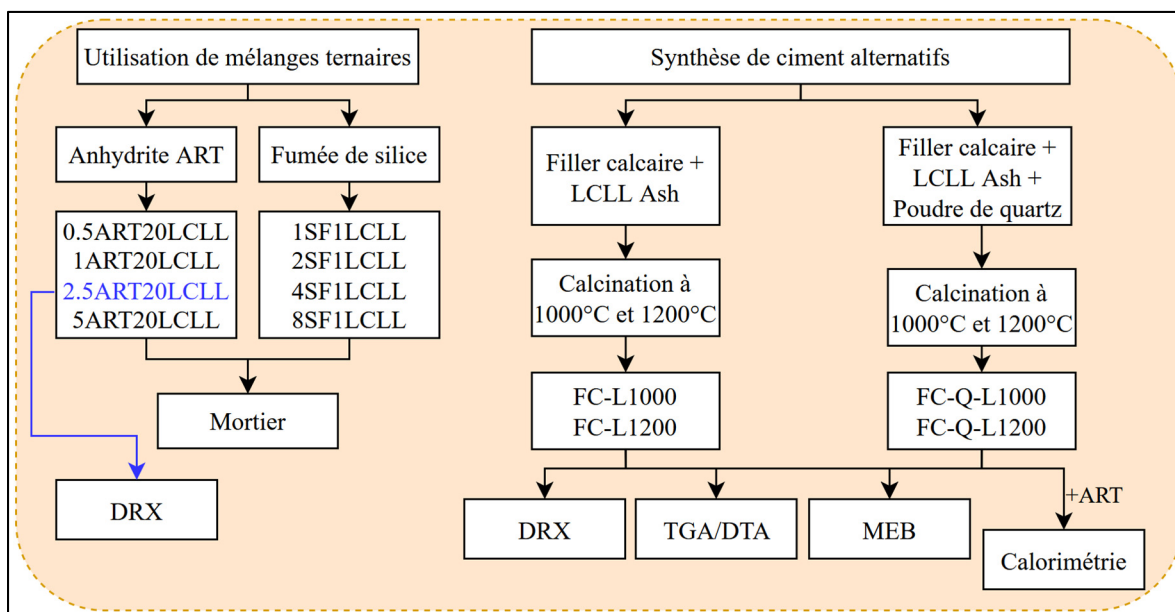 Utilisation de mélanges ternaires
Anhydrite ART
Fumée de silice
0.5ART20LCLL
1ART20LCLL
2.5ART20LCLL
5ART20LCLL
1SF1LCLL
2SF1LCLL
4SF1LCLL
8SF1LCLL
Mortier
DRX
Synthèse de ciment alternatifs
Filler calcaire +
LCLL Ash
Filler calcaire +
LCLL Ash +
Poudre de quartz
Calcination à
1000°C et 1200°C
Calcination à
1000°C et 1200°C
FC-L1000
FC-L1200
FC-Q-L1000
FC-Q-L1200
DRX
TGA/DTA
MEB
+ART
Calorimétrie